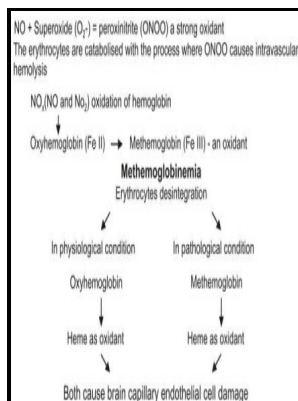 NO + Superoxide (O₂-) = peroxinitrite (ONOO) a strong oxidant
The erythrocytes are catabolised with the process where ONOO causes intravascular
hemolysis
NOₓ(NO and No₂) oxidation of hemoglobin
Oxyhemoglobin (Fe II) → Methemoglobin (Fe III) - an oxidant
Methemoglobinemia
Erythrocytes desintegration
In physiological condition In pathological condition
Oxyhemoglobin Methemoglobin
Heme as oxidant Heme as oxidant
Both cause brain capillary endothelial cell damage